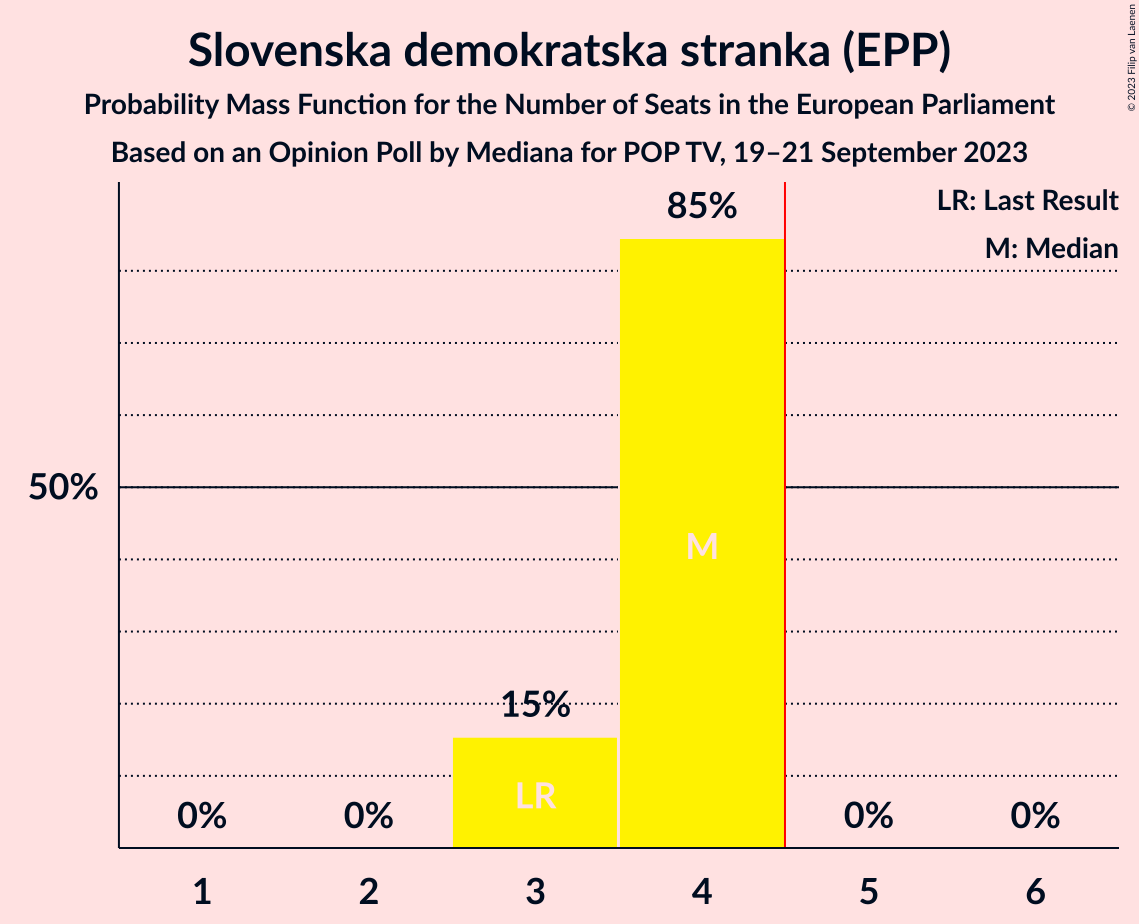 Slovenska demokratska stranka (EPP)
Probability Mass Function for the Number of Seats in the European Parliament
Based on an Opinion Poll by Mediana for POP TV, 19–21 September 2023
© 2023 Filip van Laenen
LR: Last Result
M: Median
85%
50%
M
15%
LR
0%
0%
0%
0%
1
2
3
4
5
6